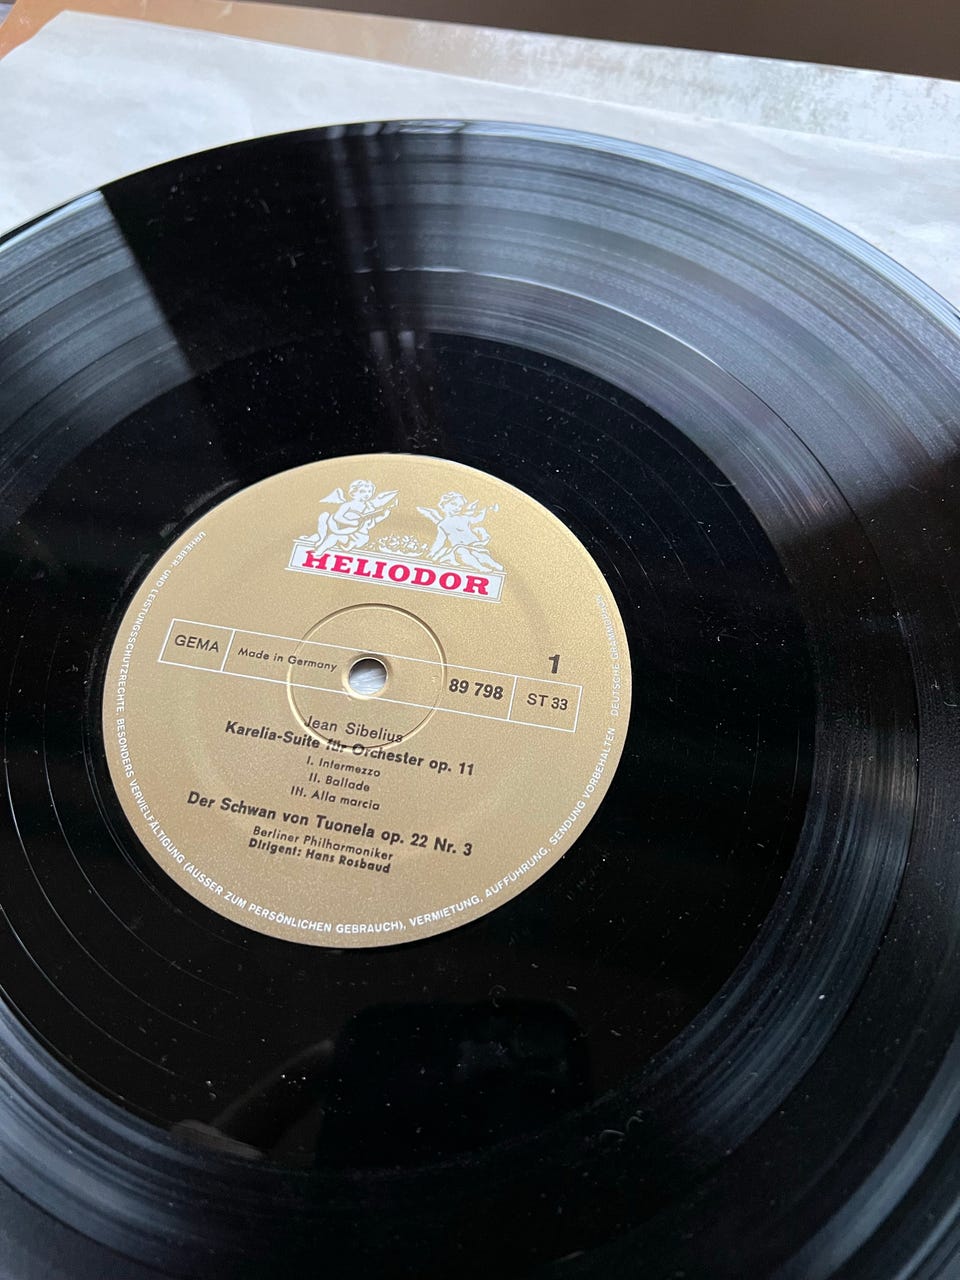 HELIODOR
1
GEMA
Made in Germany
89 798
ST 33
Jean Sibelius
Karelia-Suite für Orchester op. 11
I. Intermezzo
II. Ballade
III. Alla marcia
Der Schwan von Tuonela op. 22 Nr. 3
Berliner Philharmoniker
Dirigent: Hans Rosbaud
URHEBER- UND LEISTUNGSSCHUTZRECHTE, BESONDERS VERVIELFÄLTIGUNG (AUSSER ZUM PERSÖNLICHEN GEBRAUCH), VERMIETUNG, AUFFÜHRUNG, SENDUNG VORBEHALTEN · DEUTSCHE GRAMMOPHON